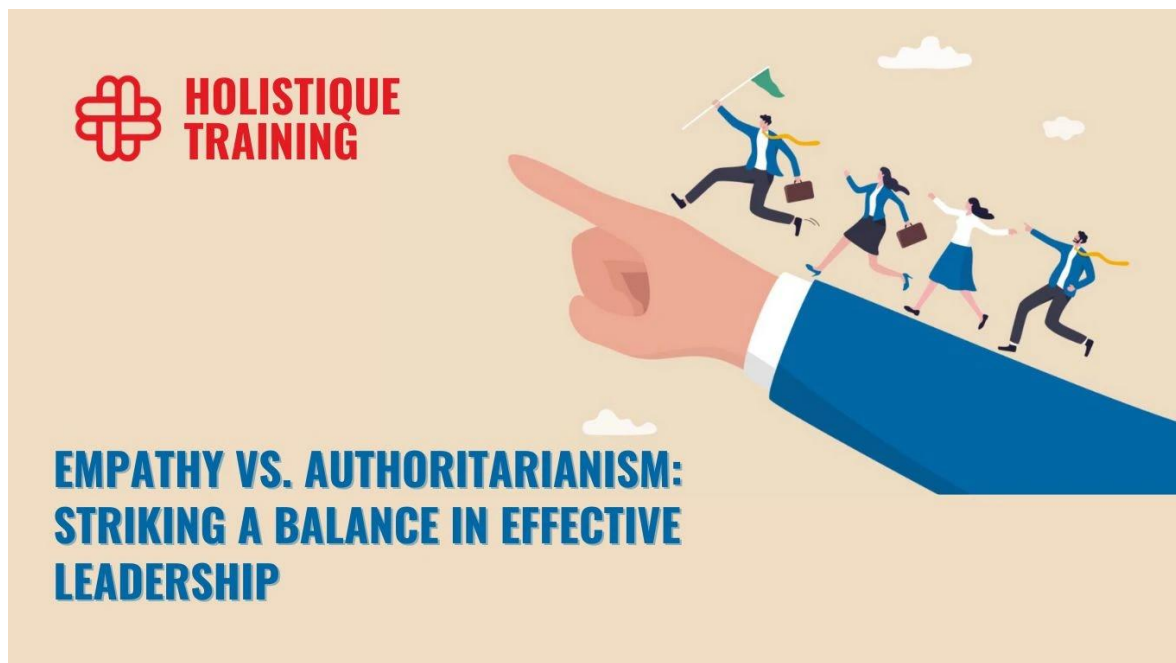 HOLISTIQUE
TRAINING
EMPATHY VS. AUTHORITARIANISM:
STRIKING A BALANCE IN EFFECTIVE
LEADERSHIP